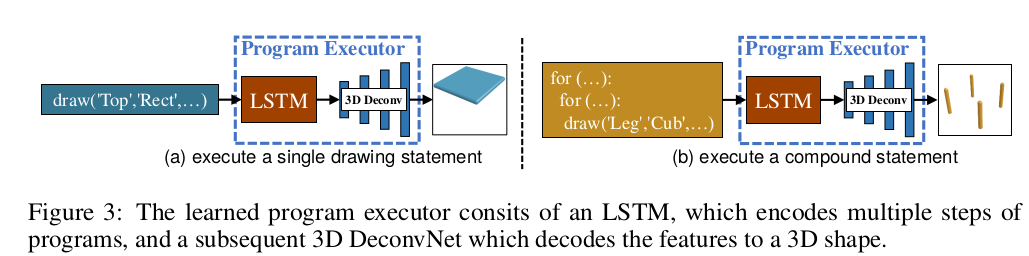 Program Executor
draw('Top','Rect',...)
LSTM
3D Deconv
(a) execute a single drawing statement
Program Executor
for (...):
for (...):
draw('Leg','Cub',...)
LSTM
3D Deconv
(b) execute a compound statement
Figure 3: The learned program executor consits of an LSTM, which encodes multiple steps of
programs, and a subsequent 3D DeconvNet which decodes the features to a 3D shape.